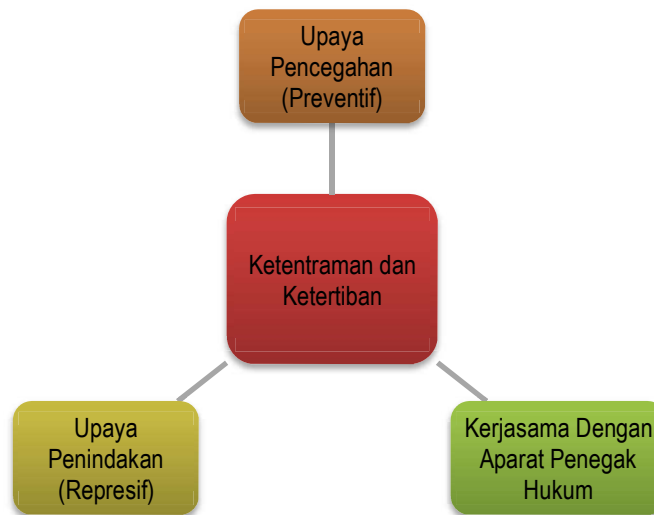 Upaya
Pencegahan
(Preventif)
Ketentraman dan
Ketertiban
Upaya
Penindakan
(Represif)
Kerjasama Dengan
Aparat Penegak
Hukum